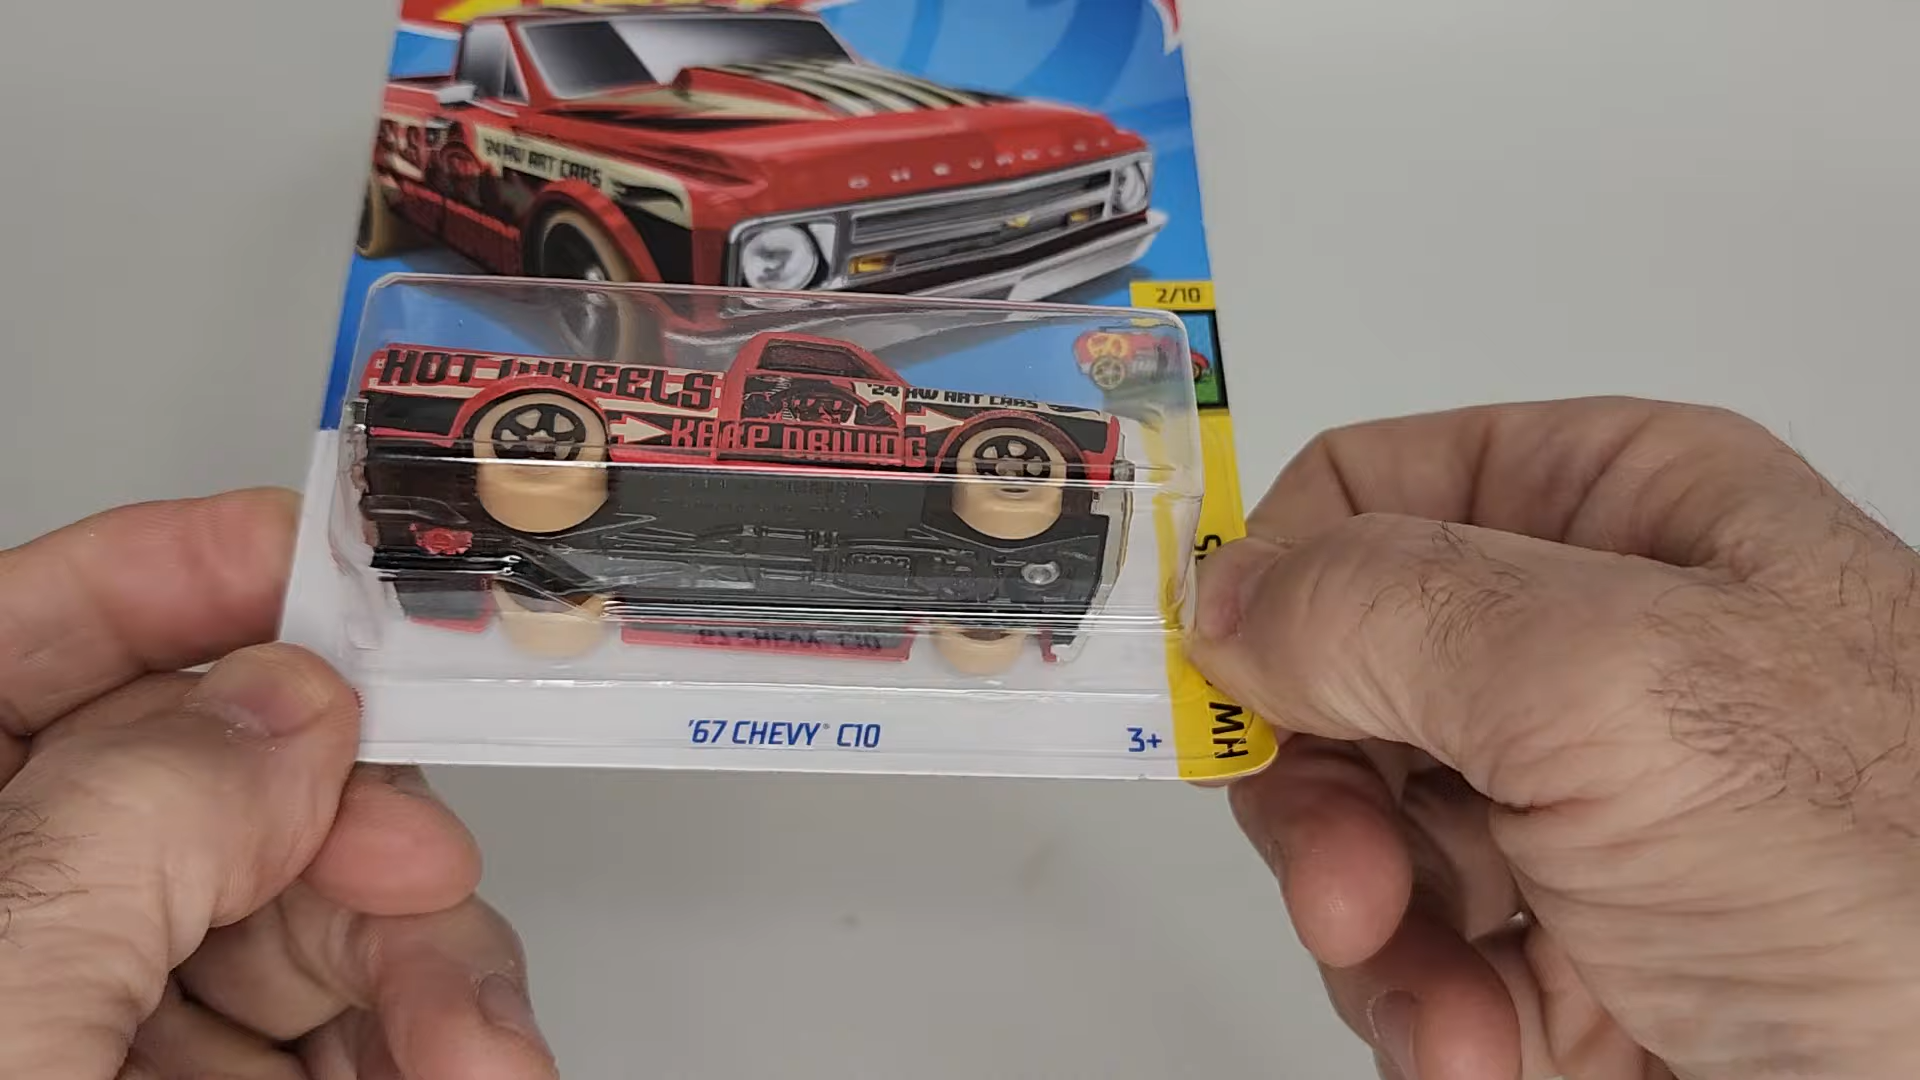 CHEVROLET
'24 HW ART CARS
2/10
HOT WHEELS
'24 HW ART CARS
KEEP DRIVING
'67 CHEVY C10
3+
HW